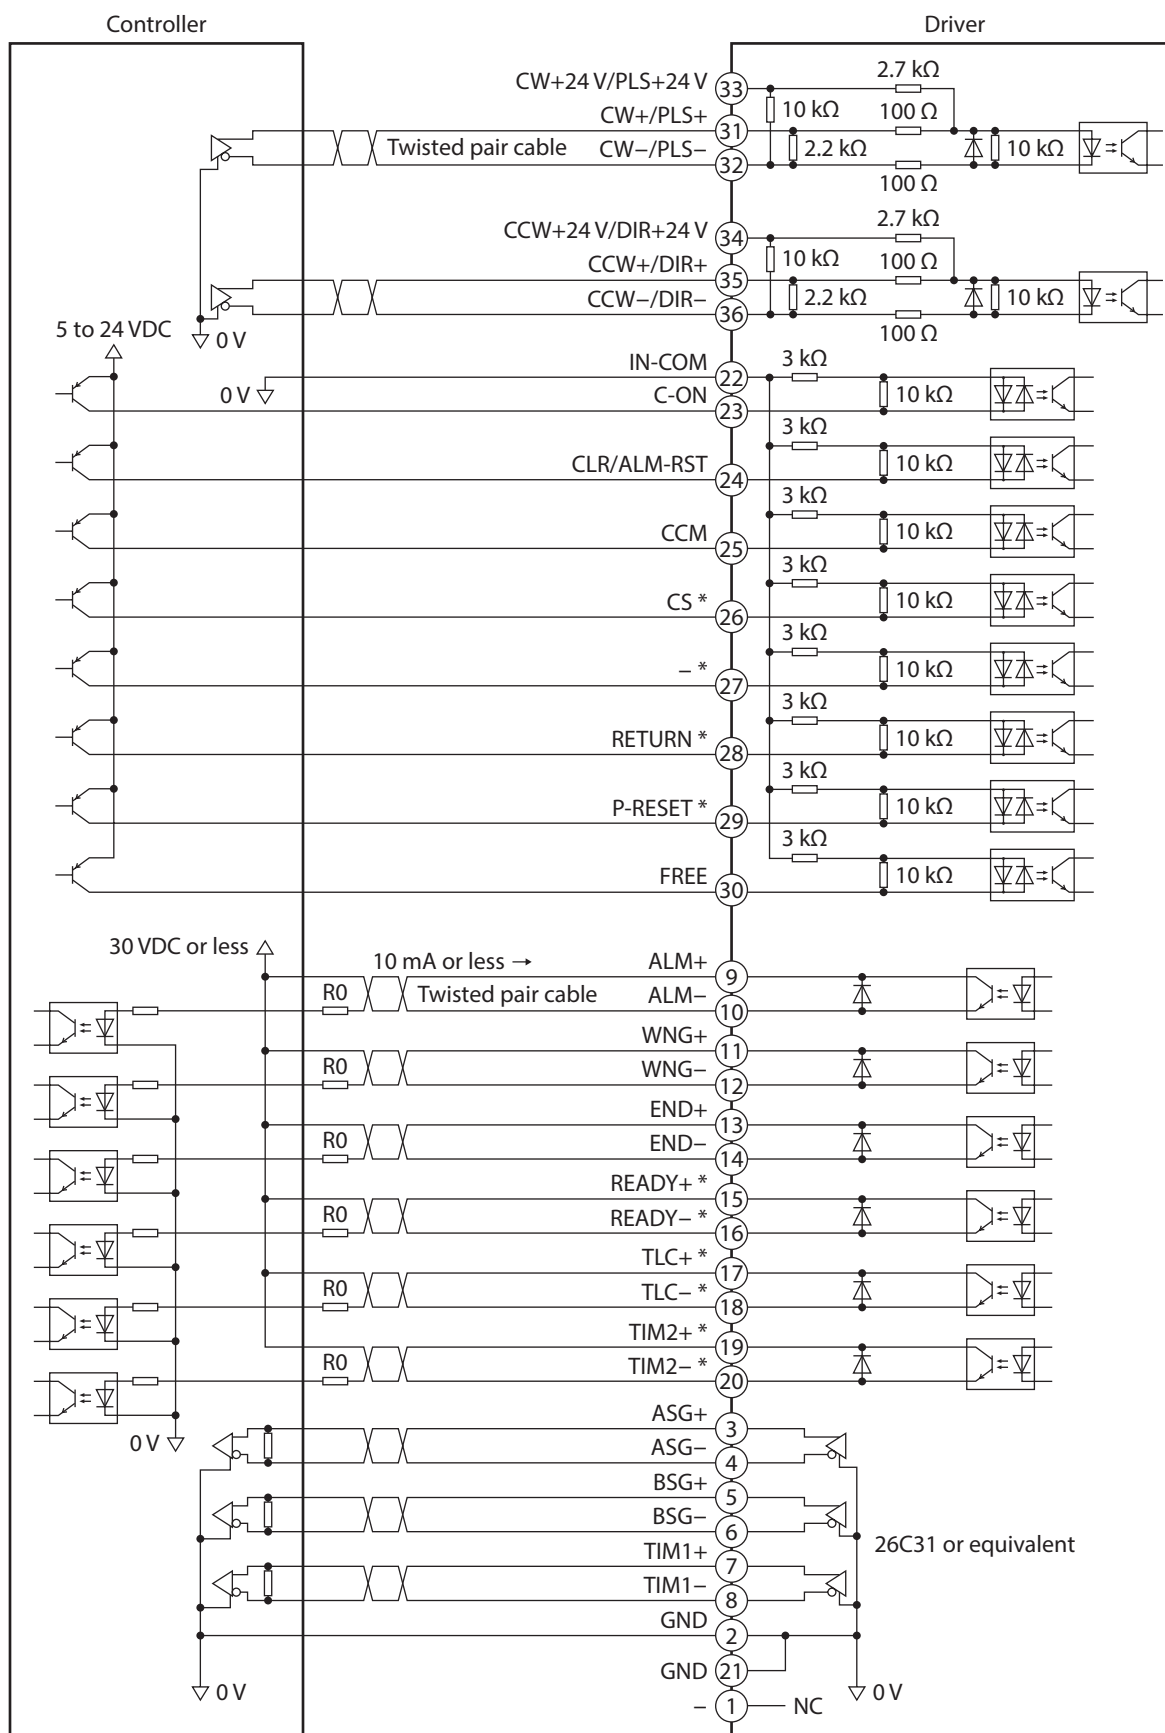 Controller
Driver
CW+24 V/PLS+24 V
33
2.7 kΩ
10 kΩ
100 Ω
CW+/PLS+
31
Twisted pair cable
2.2 kΩ
10 kΩ
CW−/PLS−
32
100 Ω
CCW+24 V/DIR+24 V
34
2.7 kΩ
10 kΩ
100 Ω
CCW+/DIR+
35
2.2 kΩ
10 kΩ
CCW−/DIR−
36
100 Ω
0 V
5 to 24 VDC
IN-COM
22
3 kΩ
0 V
C-ON
23
10 kΩ
3 kΩ
CLR/ALM-RST
24
10 kΩ
3 kΩ
CCM
25
10 kΩ
3 kΩ
CS *
26
10 kΩ
3 kΩ
− *
27
10 kΩ
3 kΩ
RETURN *
28
10 kΩ
3 kΩ
P-RESET *
29
10 kΩ
3 kΩ
FREE
30
10 kΩ
30 VDC or less
10 mA or less →
ALM+
9
R0
Twisted pair cable
ALM−
10
WNG+
11
R0
WNG−
12
END+
13
R0
END−
14
READY+ *
15
R0
READY− *
16
TLC+ *
17
R0
TLC− *
18
TIM2+ *
19
R0
TIM2− *
20
0 V
ASG+
3
ASG−
4
BSG+
5
BSG−
6
26C31 or equivalent
TIM1+
7
TIM1−
8
GND
2
GND
21
0 V
0 V
−
1
NC